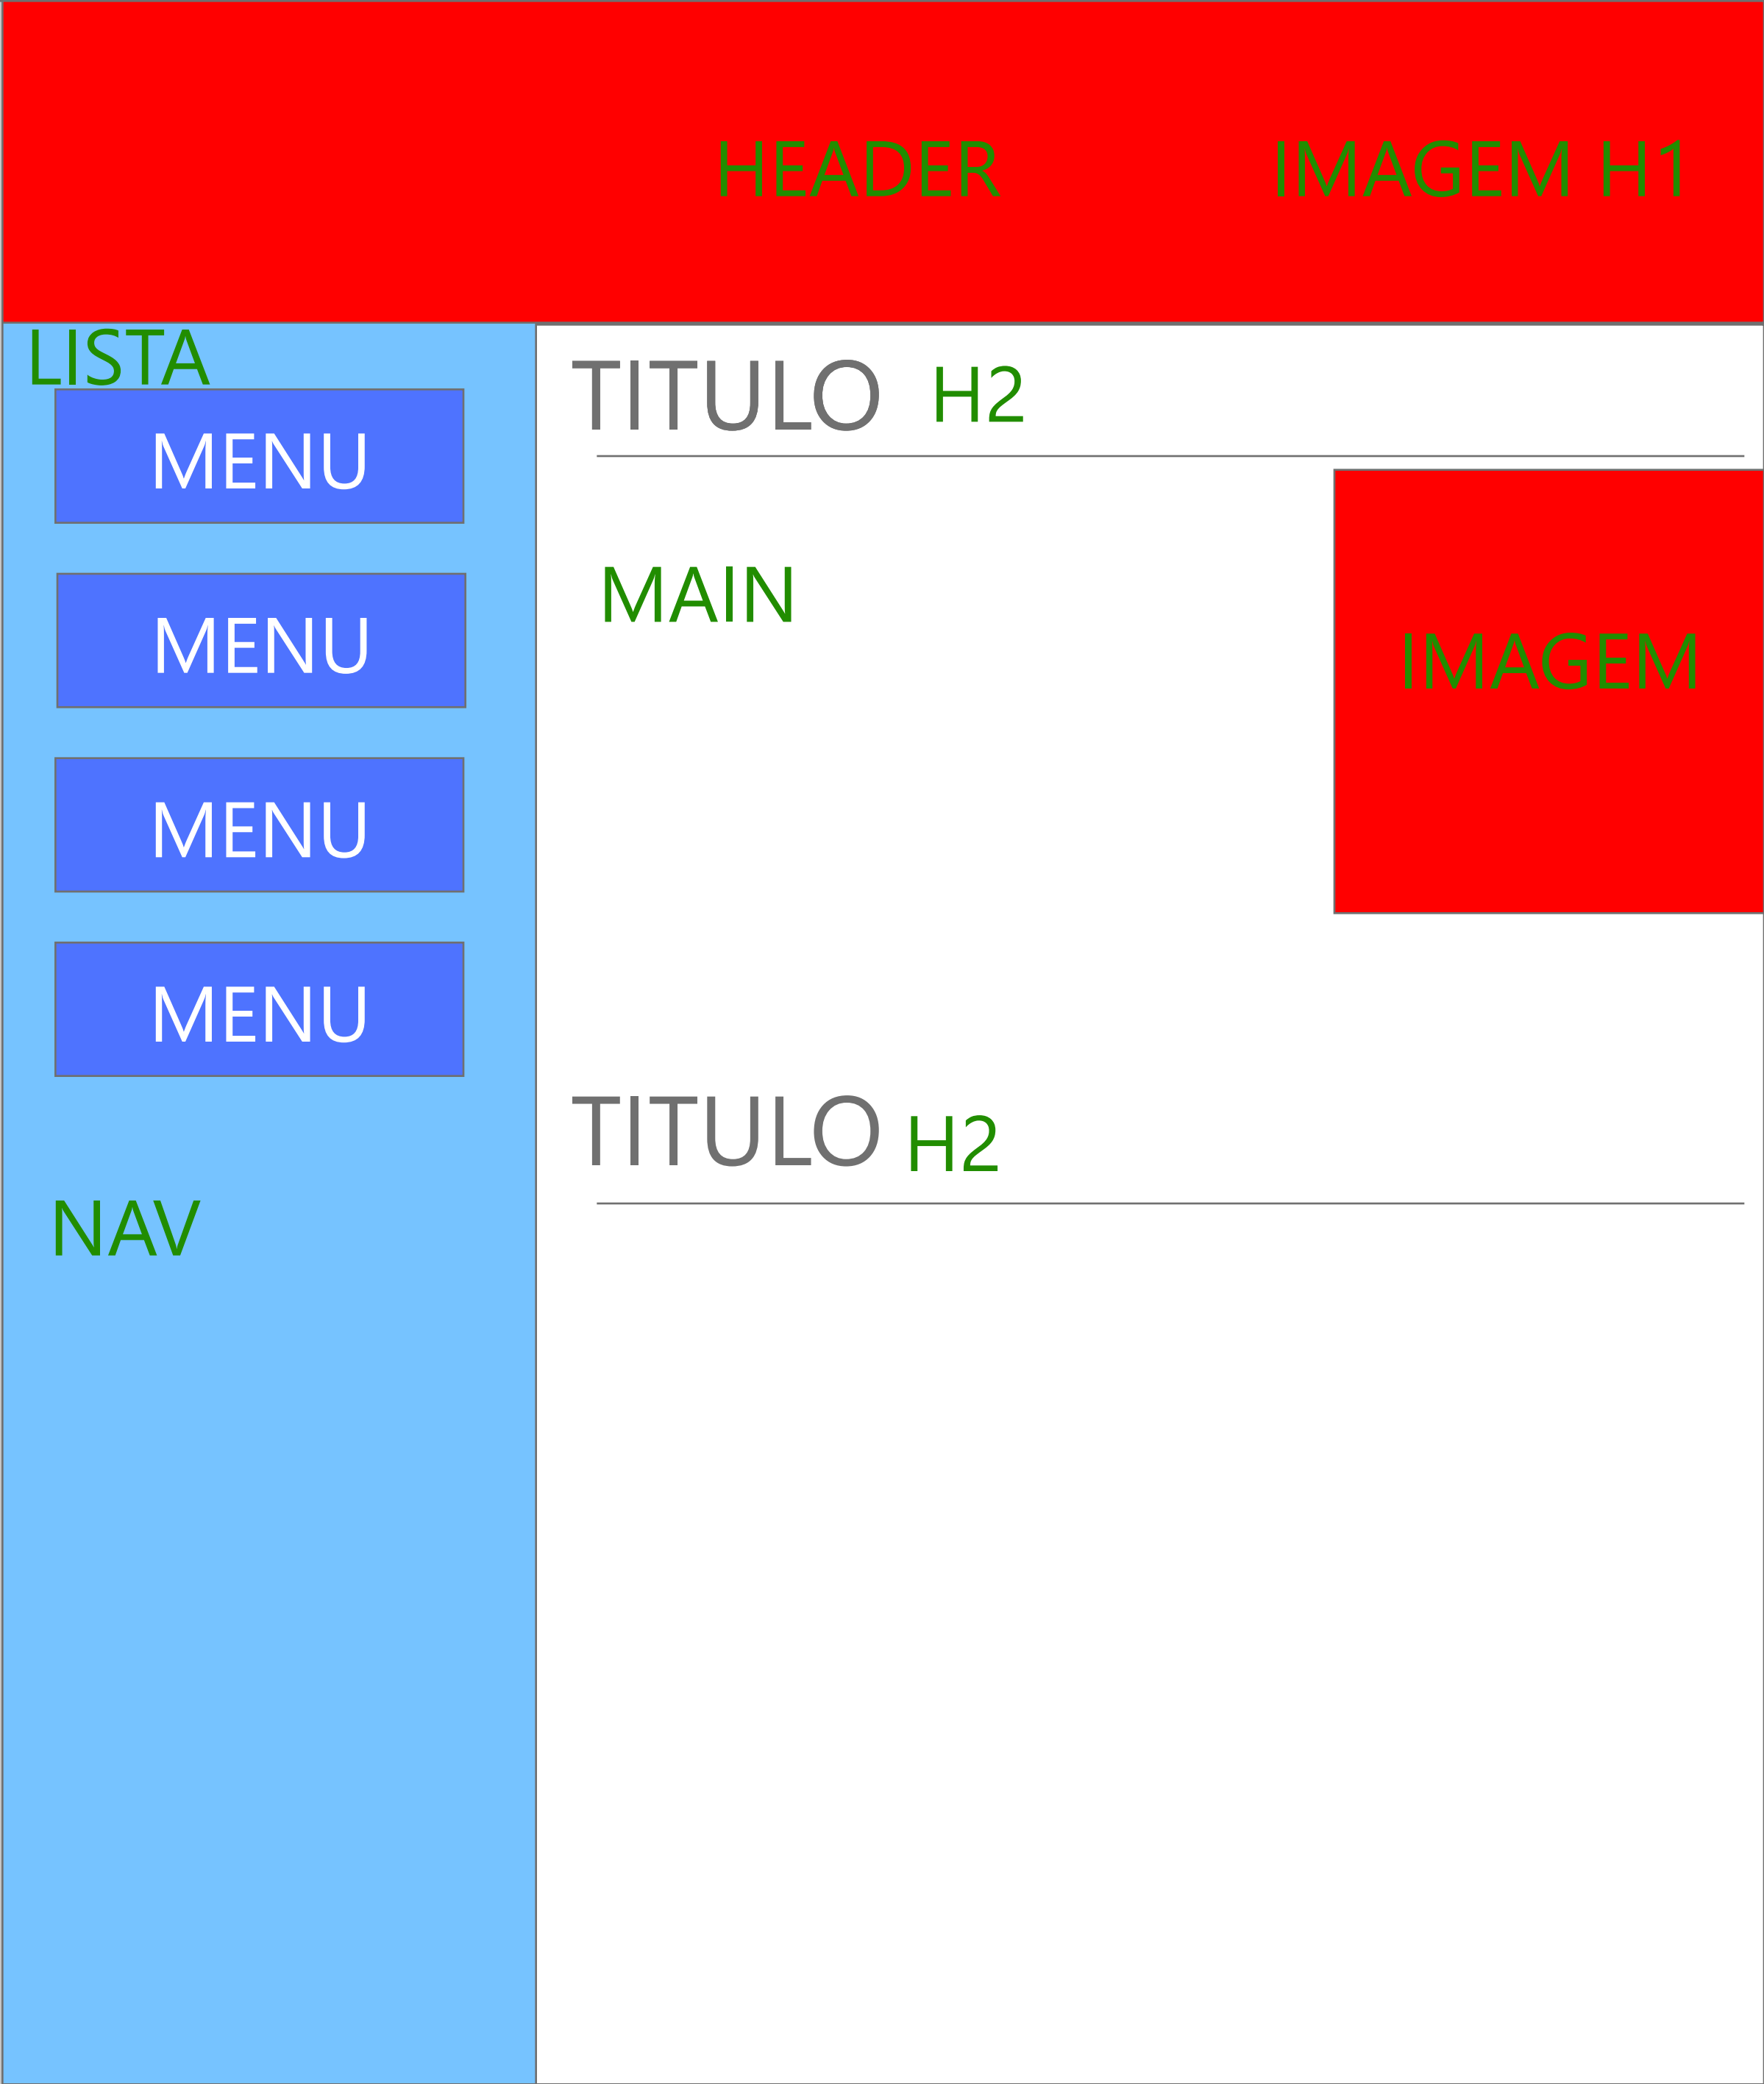 HEADER IMAGEM H1
LISTA
MENU
MENU
MENU
MENU
NAV
TITULO H2
MAIN
IMAGEM
TITULO H2